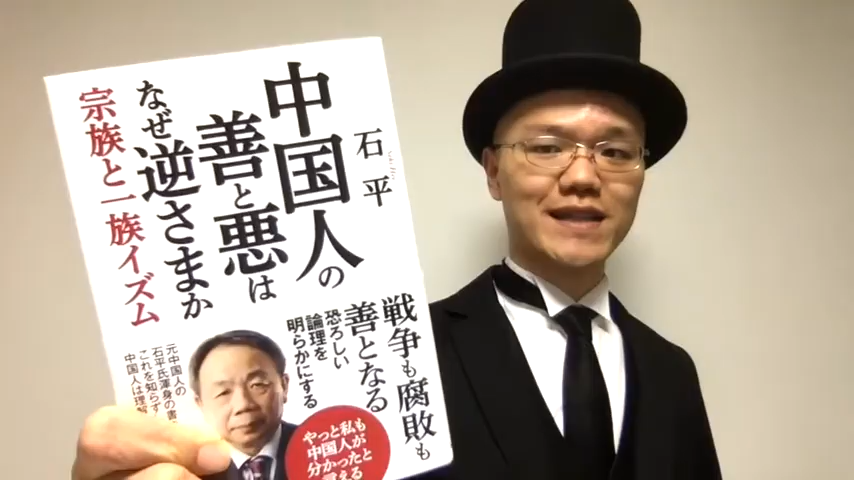 石平
中国人の
善と悪は
なぜ逆さまか
宗族と一族イズム
戦争も腐敗も
善となる
恐ろしい
論理を
明らかにする
元中国人の
石平氏渾身の書
これを知らず
中国人は理解
やっと私も
中国人が
分かったと
言える